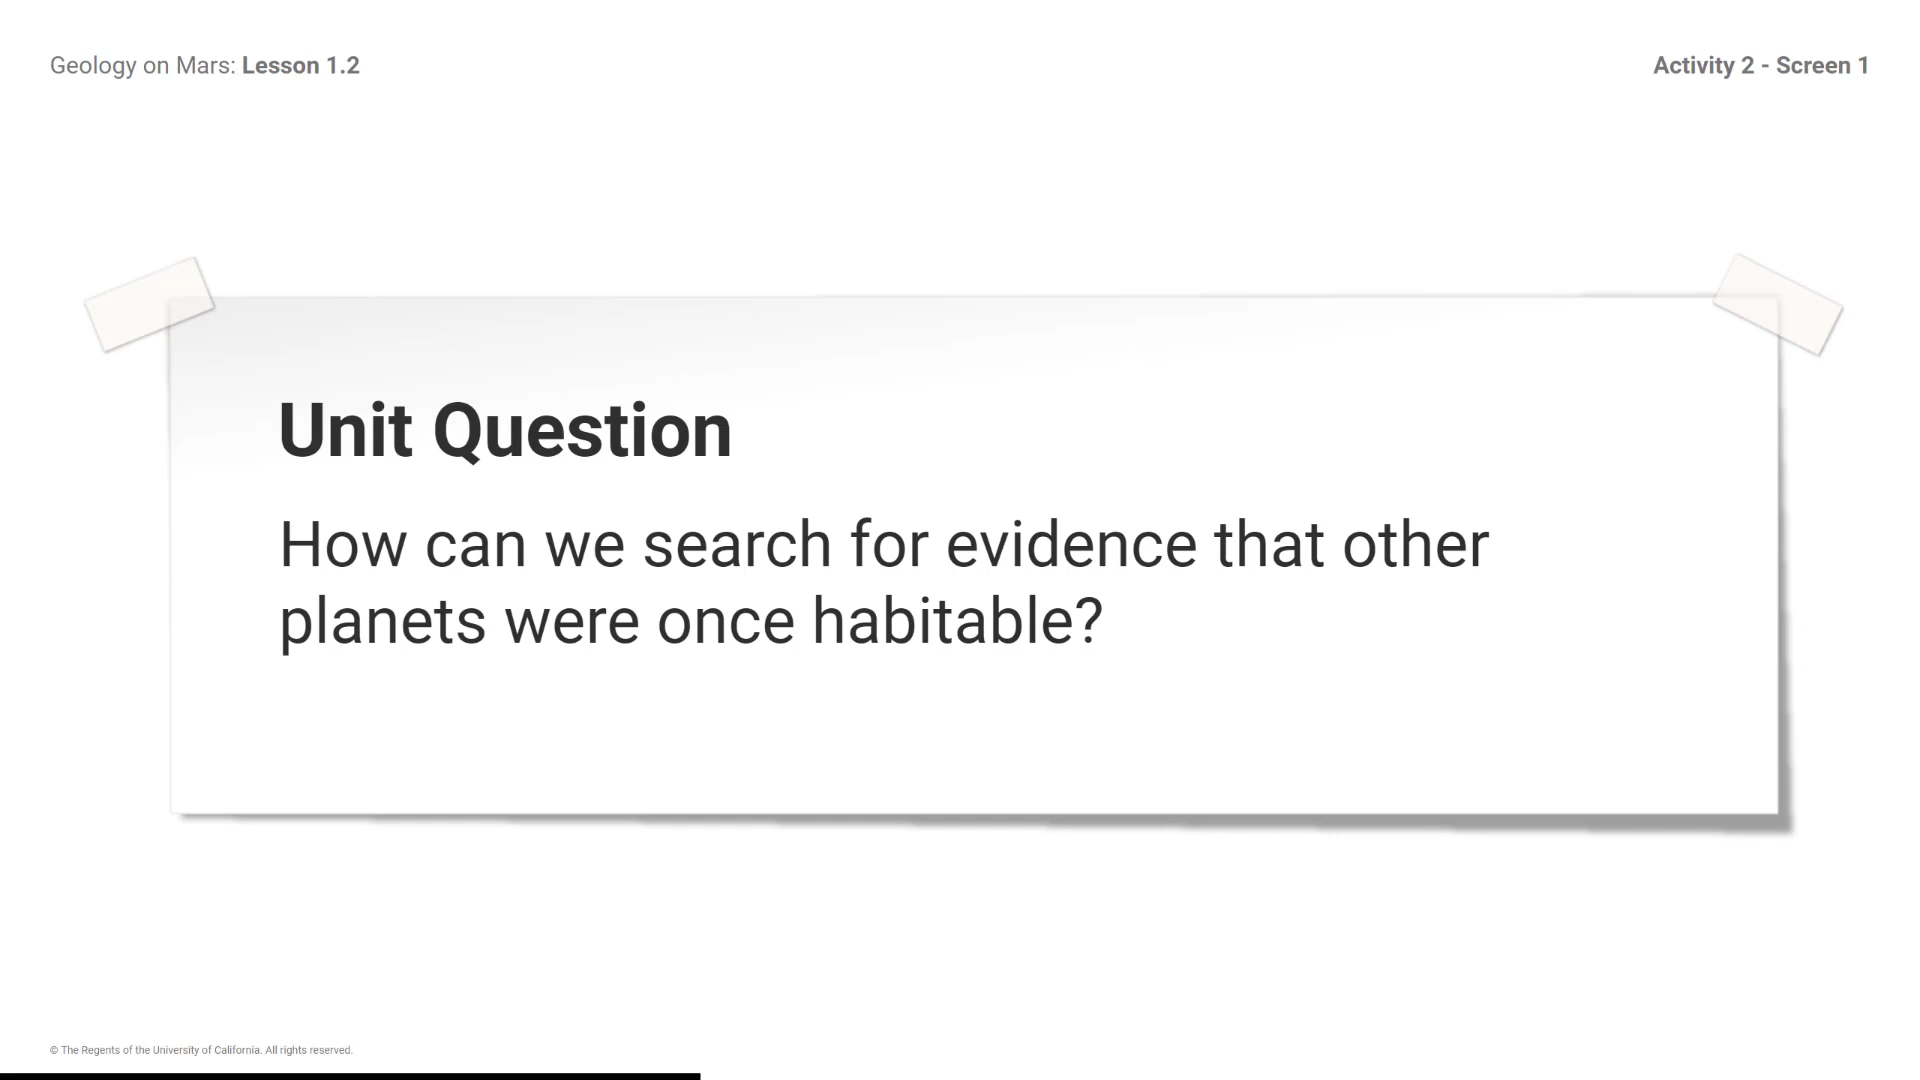 Geology on Mars: Lesson 1.2
Activity 2 - Screen 1
Unit Question
How can we search for evidence that other
planets were once habitable?
© The Regents of the University of California. All rights reserved.